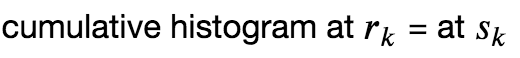 cumulative histogram at $r_k$ = at $s_k$